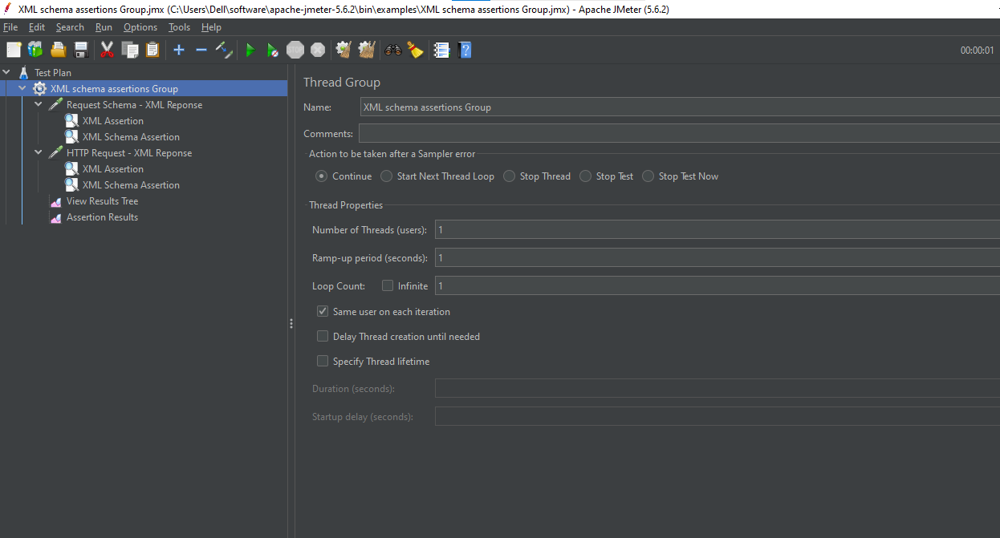 XML schema assertions Group.jmx (C:\Users\Dell\software\apache-jmeter-5.6.2\bin\examples\XML schema assertions Group.jmx) - Apache JMeter (5.6.2)
File Edit Search Run Options Tools Help
STOP 00:00:01
Test Plan
XML schema assertions Group
Request Schema - XML Reponse
XML Assertion
XML Schema Assertion
HTTP Request - XML Reponse
XML Assertion
XML Schema Assertion
View Results Tree
Assertion Results
Thread Group
Name: XML schema assertions Group
Comments:
Action to be taken after a Sampler error
Continue Start Next Thread Loop Stop Thread Stop Test Stop Test Now
Thread Properties
Number of Threads (users): 1
Ramp-up period (seconds): 1
Loop Count: Infinite 1
Same user on each iteration
Delay Thread creation until needed
Specify Thread lifetime
Duration (seconds):
Startup delay (seconds):